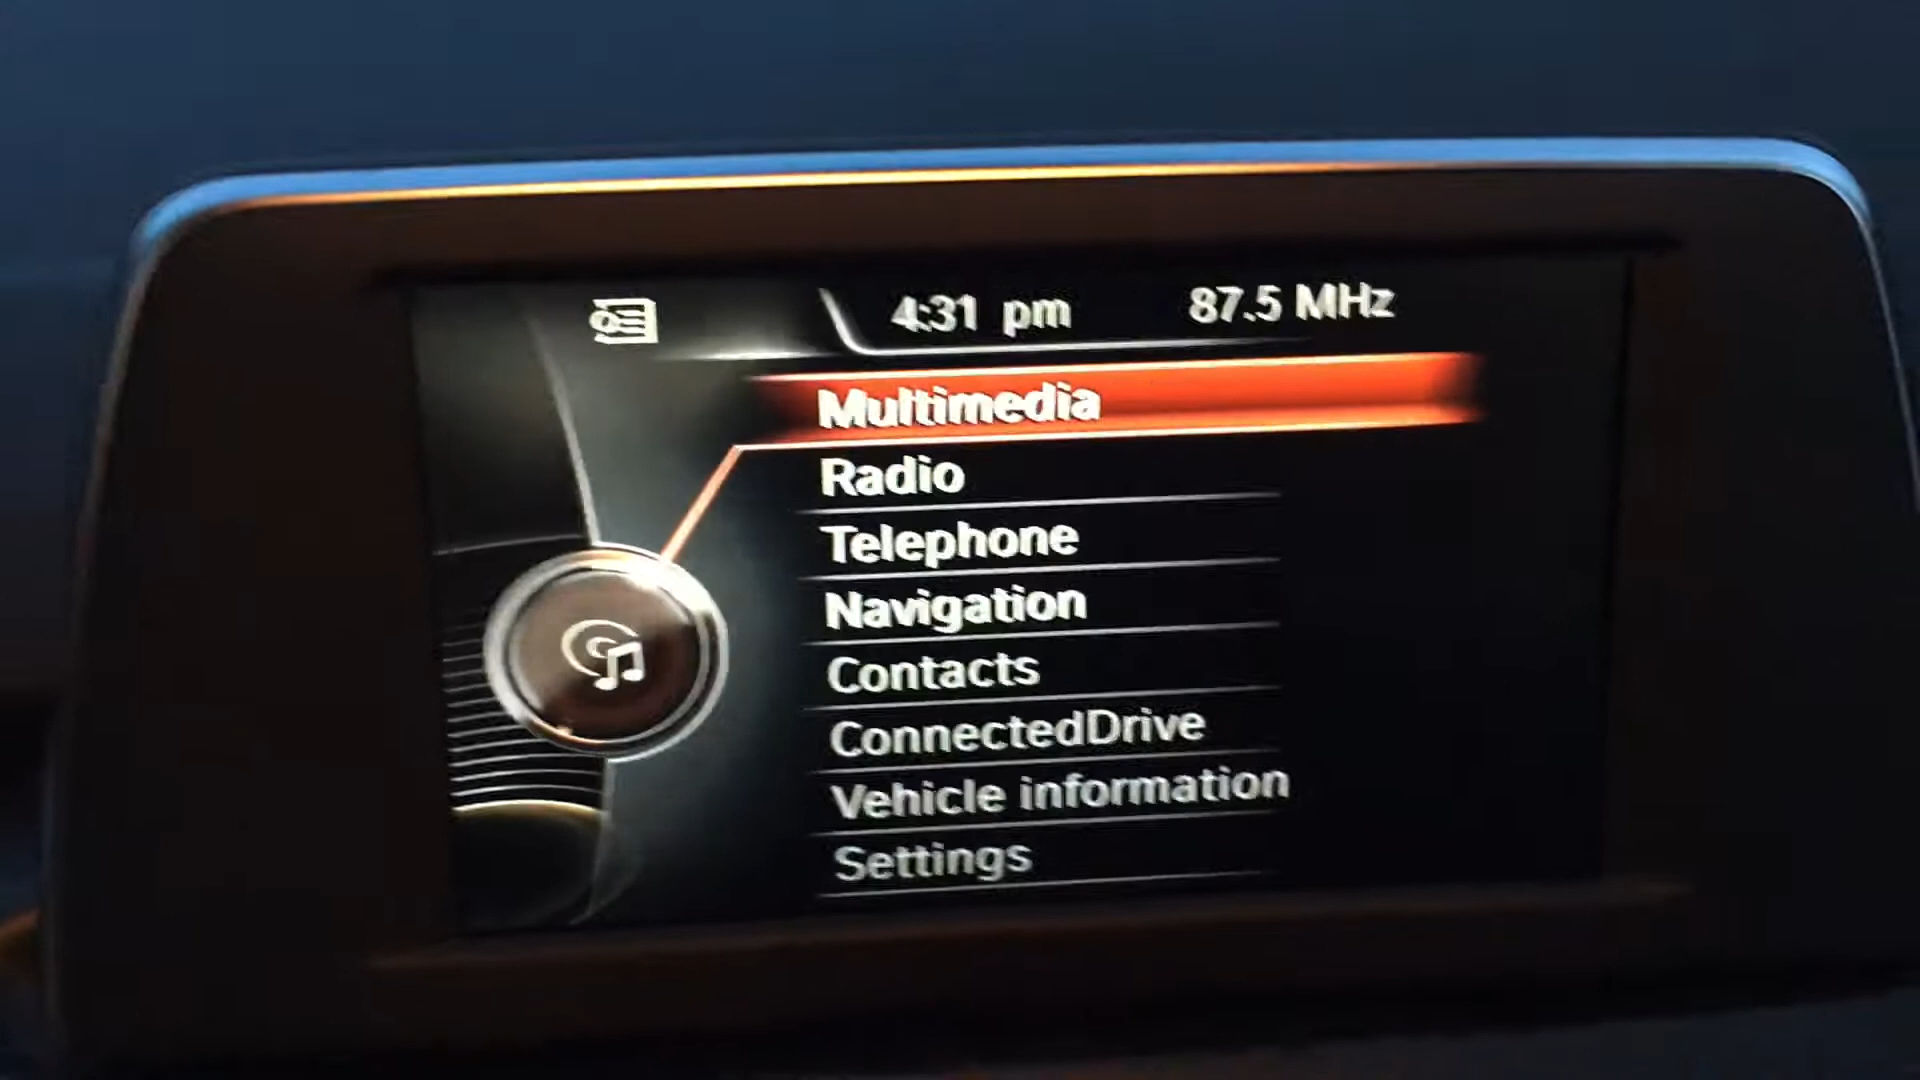 4:31 pm 87.5 MHz
Multimedia
Radio
Telephone
Navigation
Contacts
ConnectedDrive
Vehicle information
Settings